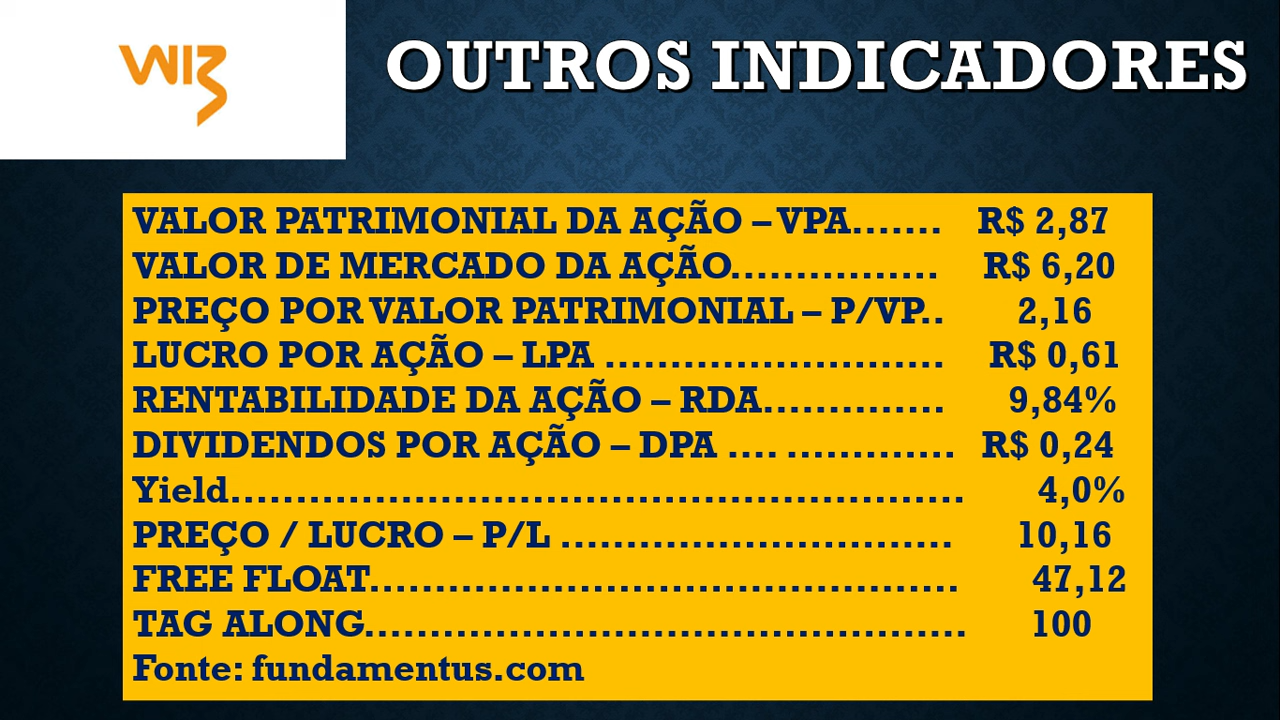 wiz
OUTROS INDICADORES
VALOR PATRIMONIAL DA AÇÃO – VPA....... R$ 2,87
VALOR DE MERCADO DA AÇÃO................ R$ 6,20
PREÇO POR VALOR PATRIMONIAL – P/VP.. 2,16
LUCRO POR AÇÃO – LPA .......................... R$ 0,61
RENTABILIDADE DA AÇÃO – RDA.............. 9,84%
DIVIDENDOS POR AÇÃO – DPA .... ............. R$ 0,24
Yield......................................................... 4,0%
PREÇO / LUCRO – P/L .............................. 10,16
FREE FLOAT.............................................. 47,12
TAG ALONG............................................... 100
Fonte: fundamentus.com